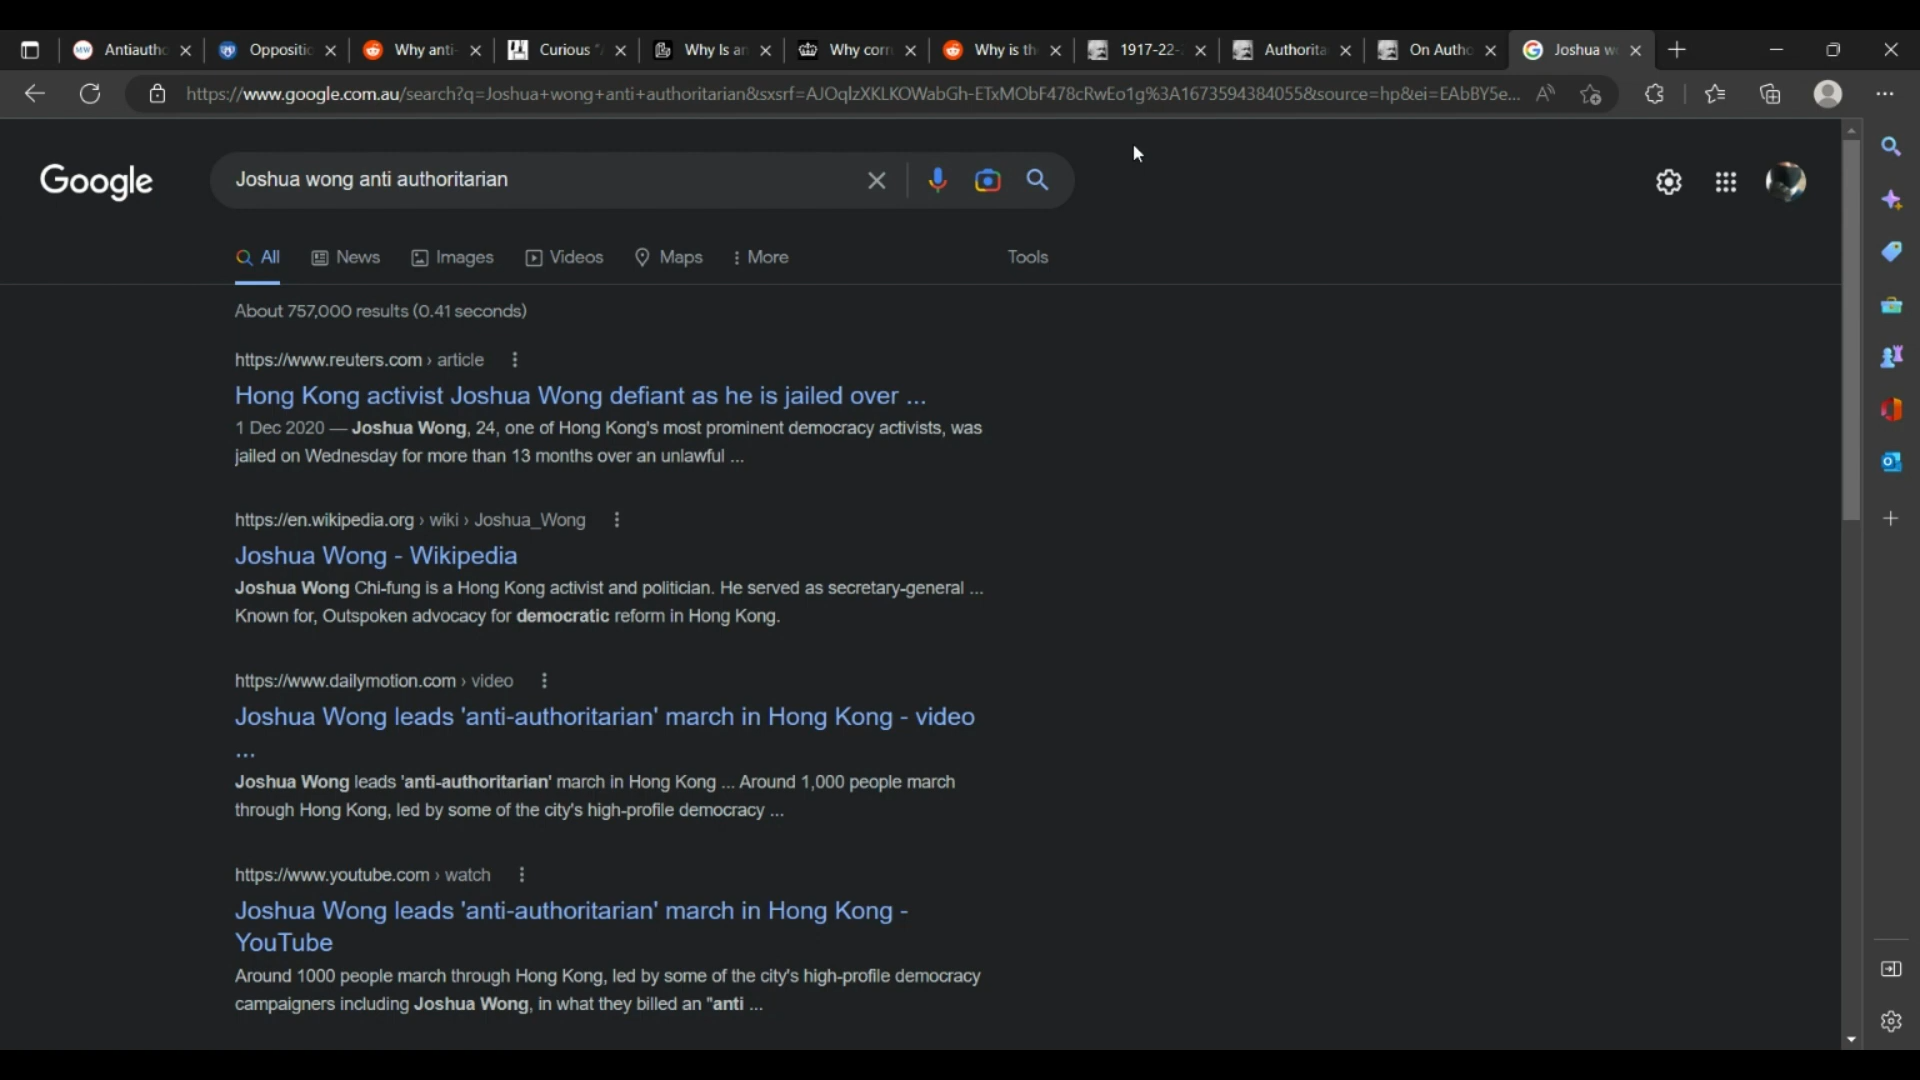 Antiautho
Oppositio
Why anti-
Curious "A
Why Is an
Why corr
Why is th
1917-22-
Authorita
On Autho
Joshua wo
https://www.google.com.au/search?q=Joshua+wong+anti+authoritarian&sxsrf=AJOqlzXKLKOWabGh-ETxMObF478cRwEo1g%3A1673594384055&source=hp&ei=EAbBY5e...
Google
Joshua wong anti authoritarian
All
News
Images
Videos
Maps
More
Tools
About 757,000 results (0.41 seconds)
https://www.reuters.com › article
Hong Kong activist Joshua Wong defiant as he is jailed over ...
1 Dec 2020 — Joshua Wong, 24, one of Hong Kong's most prominent democracy activists, was
jailed on Wednesday for more than 13 months over an unlawful ...
https://en.wikipedia.org › wiki › Joshua_Wong
Joshua Wong - Wikipedia
Joshua Wong Chi-fung is a Hong Kong activist and politician. He served as secretary-general ...
Known for, Outspoken advocacy for democratic reform in Hong Kong.
https://www.dailymotion.com › video
Joshua Wong leads 'anti-authoritarian' march in Hong Kong - video
...
Joshua Wong leads 'anti-authoritarian' march in Hong Kong ... Around 1,000 people march
through Hong Kong, led by some of the city's high-profile democracy ...
https://www.youtube.com › watch
Joshua Wong leads 'anti-authoritarian' march in Hong Kong -
YouTube
Around 1000 people march through Hong Kong, led by some of the city's high-profile democracy
campaigners including Joshua Wong, in what they billed an "anti ...